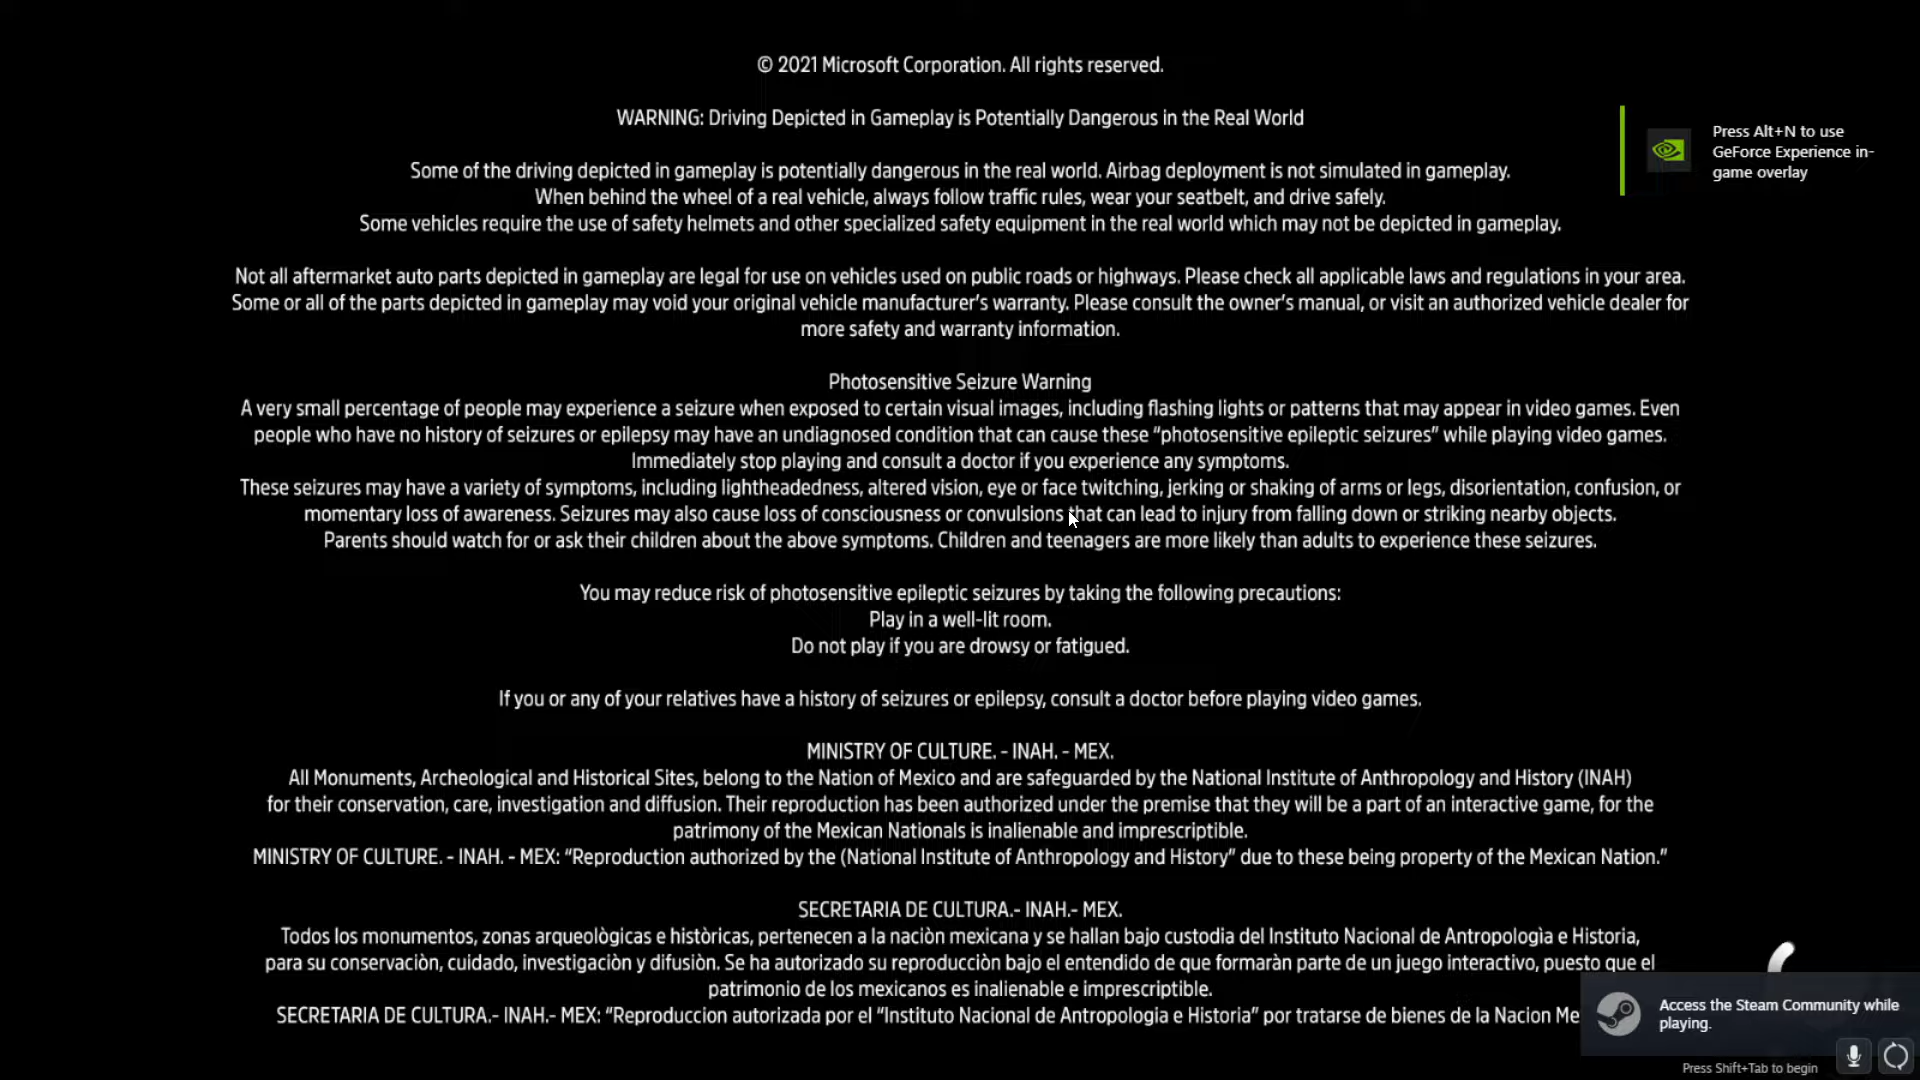 © 2021 Microsoft Corporation. All rights reserved.
WARNING: Driving Depicted in Gameplay is Potentially Dangerous in the Real World
Some of the driving depicted in gameplay is potentially dangerous in the real world. Airbag deployment is not simulated in gameplay.
When behind the wheel of a real vehicle, always follow traffic rules, wear your seatbelt, and drive safely.
Some vehicles require the use of safety helmets and other specialized safety equipment in the real world which may not be depicted in gameplay.
Press Alt+N to use
GeForce Experience in-
game overlay
Not all aftermarket auto parts depicted in gameplay are legal for use on vehicles used on public roads or highways. Please check all applicable laws and regulations in your area.
Some or all of the parts depicted in gameplay may void your original vehicle manufacturer's warranty. Please consult the owner's manual, or visit an authorized vehicle dealer for
more safety and warranty information.
Photosensitive Seizure Warning
A very small percentage of people may experience a seizure when exposed to certain visual images, including flashing lights or patterns that may appear in video games. Even
people who have no history of seizures or epilepsy may have an undiagnosed condition that can cause these “photosensitive epileptic seizures” while playing video games.
Immediately stop playing and consult a doctor if you experience any symptoms.
These seizures may have a variety of symptoms, including lightheadedness, altered vision, eye or face twitching, jerking or shaking of arms or legs, disorientation, confusion, or
momentary loss of awareness. Seizures may also cause loss of consciousness or convulsions that can lead to injury from falling down or striking nearby objects.
Parents should watch for or ask their children about the above symptoms. Children and teenagers are more likely than adults to experience these seizures.
You may reduce risk of photosensitive epileptic seizures by taking the following precautions:
Play in a well-lit room.
Do not play if you are drowsy or fatigued.
If you or any of your relatives have a history of seizures or epilepsy, consult a doctor before playing video games.
MINISTRY OF CULTURE. - INAH. - MEX.
All Monuments, Archeological and Historical Sites, belong to the Nation of Mexico and are safeguarded by the National Institute of Anthropology and History (INAH)
for their conservation, care, investigation and diffusion. Their reproduction has been authorized under the premise that they will be a part of an interactive game, for the
patrimony of the Mexican Nationals is inalienable and imprescriptible.
MINISTRY OF CULTURE. - INAH. - MEX: “Reproduction authorized by the (National Institute of Anthropology and History” due to these being property of the Mexican Nation.”
SECRETARIA DE CULTURA.- INAH.- MEX.
Todos los monumentos, zonas arqueològicas e històricas, pertenecen a la naciòn mexicana y se hallan bajo custodia del Instituto Nacional de Antropologìa e Historia,
para su conservaciòn, cuidado, investigaciòn y difusiòn. Se ha autorizado su reproducciòn bajo el entendido de que formaràn parte de un juego interactivo, puesto que el
patrimonio de los mexicanos es inalienable e imprescriptible.
SECRETARIA DE CULTURA.- INAH.- MEX: “Reproduccion autorizada por el “Instituto Nacional de Antropologia e Historia” por tratarse de bienes de la Nacion Me
Access the Steam Community while
playing.
Press Shift+Tab to begin